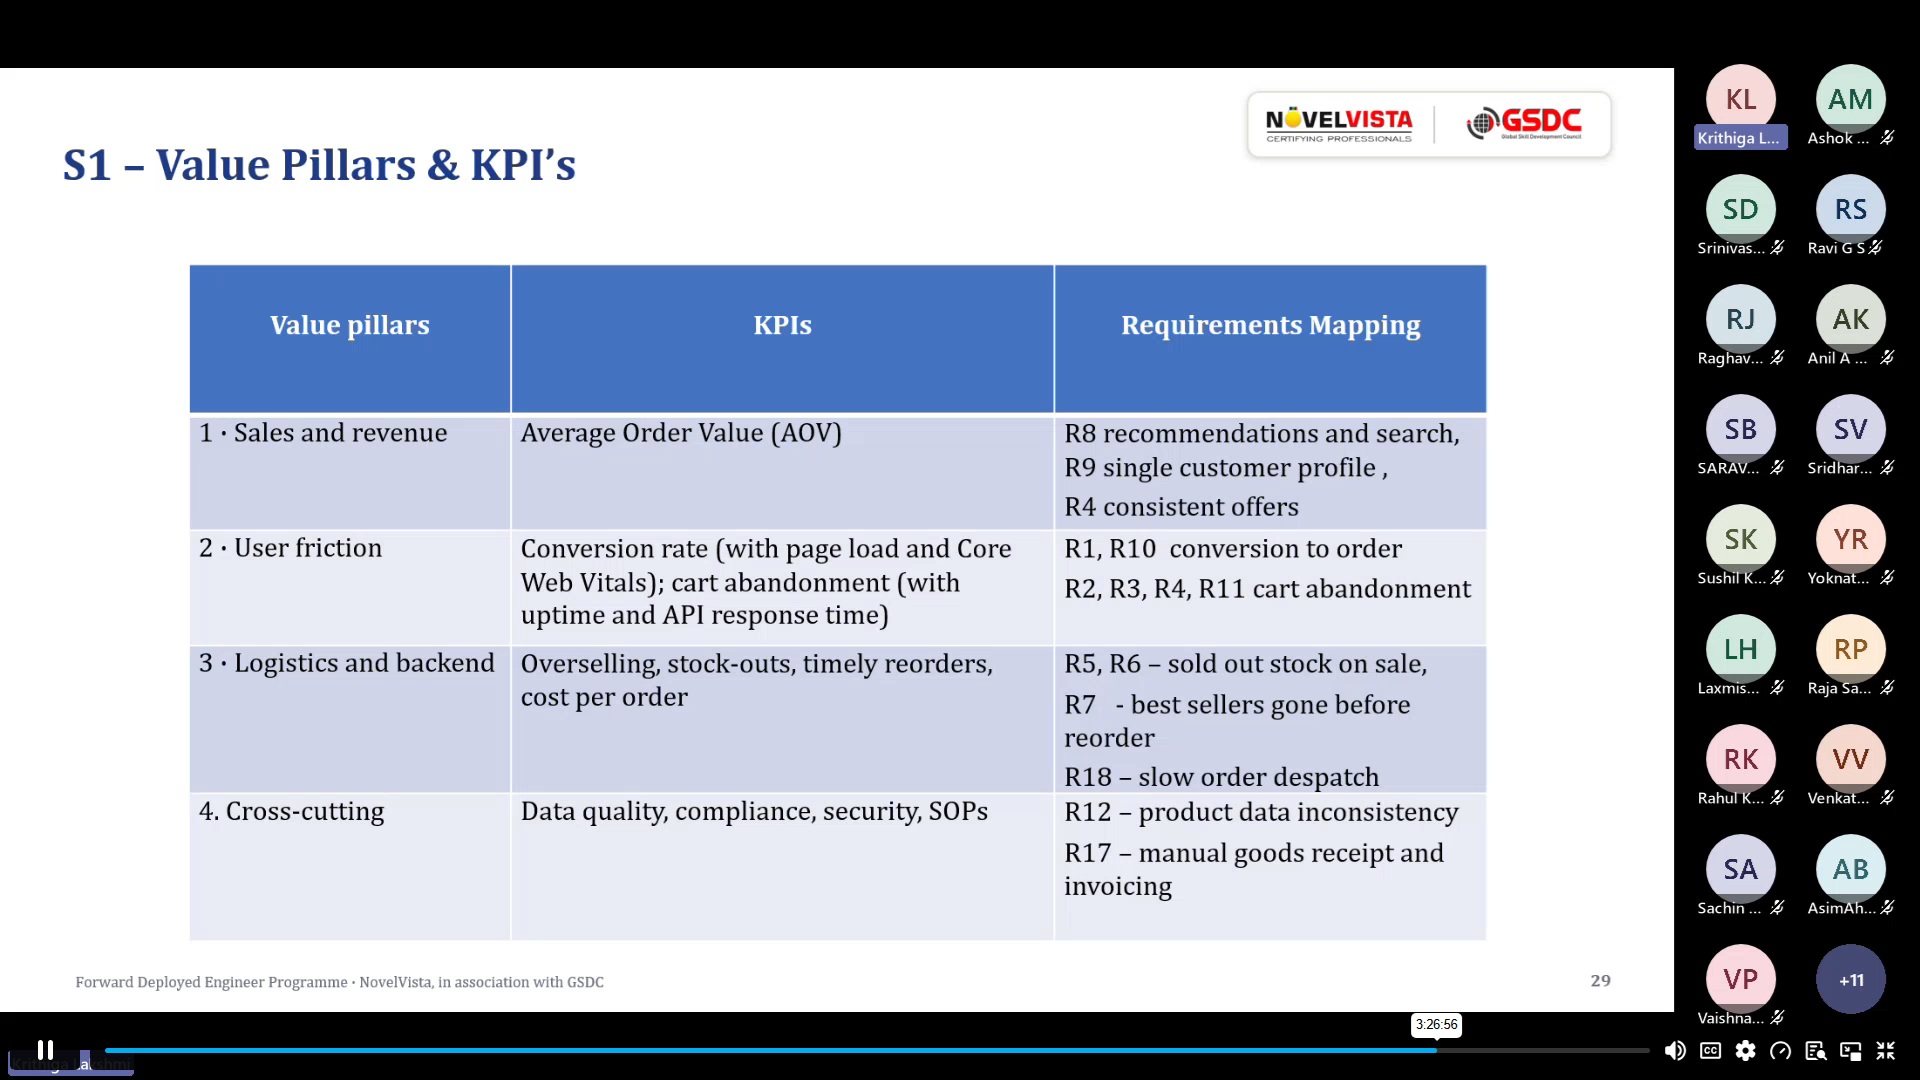 NOVELVISTA
CERTIFYING PROFESSIONALS
GSDC
Global Skill Development Council
S1 – Value Pillars & KPI’s
Value pillars
KPIs
Requirements Mapping
1 · Sales and revenue
Average Order Value (AOV)
R8 recommendations and search,
R9 single customer profile ,
R4 consistent offers
2 · User friction
Conversion rate (with page load and Core
Web Vitals); cart abandonment (with
uptime and API response time)
R1, R10 conversion to order
R2, R3, R4, R11 cart abandonment
3 · Logistics and backend
Overselling, stock-outs, timely reorders,
cost per order
R5, R6 – sold out stock on sale,
R7 - best sellers gone before
reorder
R18 – slow order despatch
4. Cross-cutting
Data quality, compliance, security, SOPs
R12 – product data inconsistency
R17 – manual goods receipt and
invoicing
Forward Deployed Engineer Programme · NovelVista, in association with GSDC
29
KL
Krithiga L...
AM
Ashok ...
SD
Srinivas...
RS
Ravi G S
RJ
Raghav...
AK
Anil A ...
SB
SARAV...
SV
Sridhar...
SK
Sushil K...
YR
Yoknat...
LH
Laxmis...
RP
Raja Sa...
RK
Rahul K...
VV
Venkat...
SA
Sachin ...
AB
AsimAh...
VP
Vaishna...
+11
3:26:56
Krithiga Lakshmi
CC